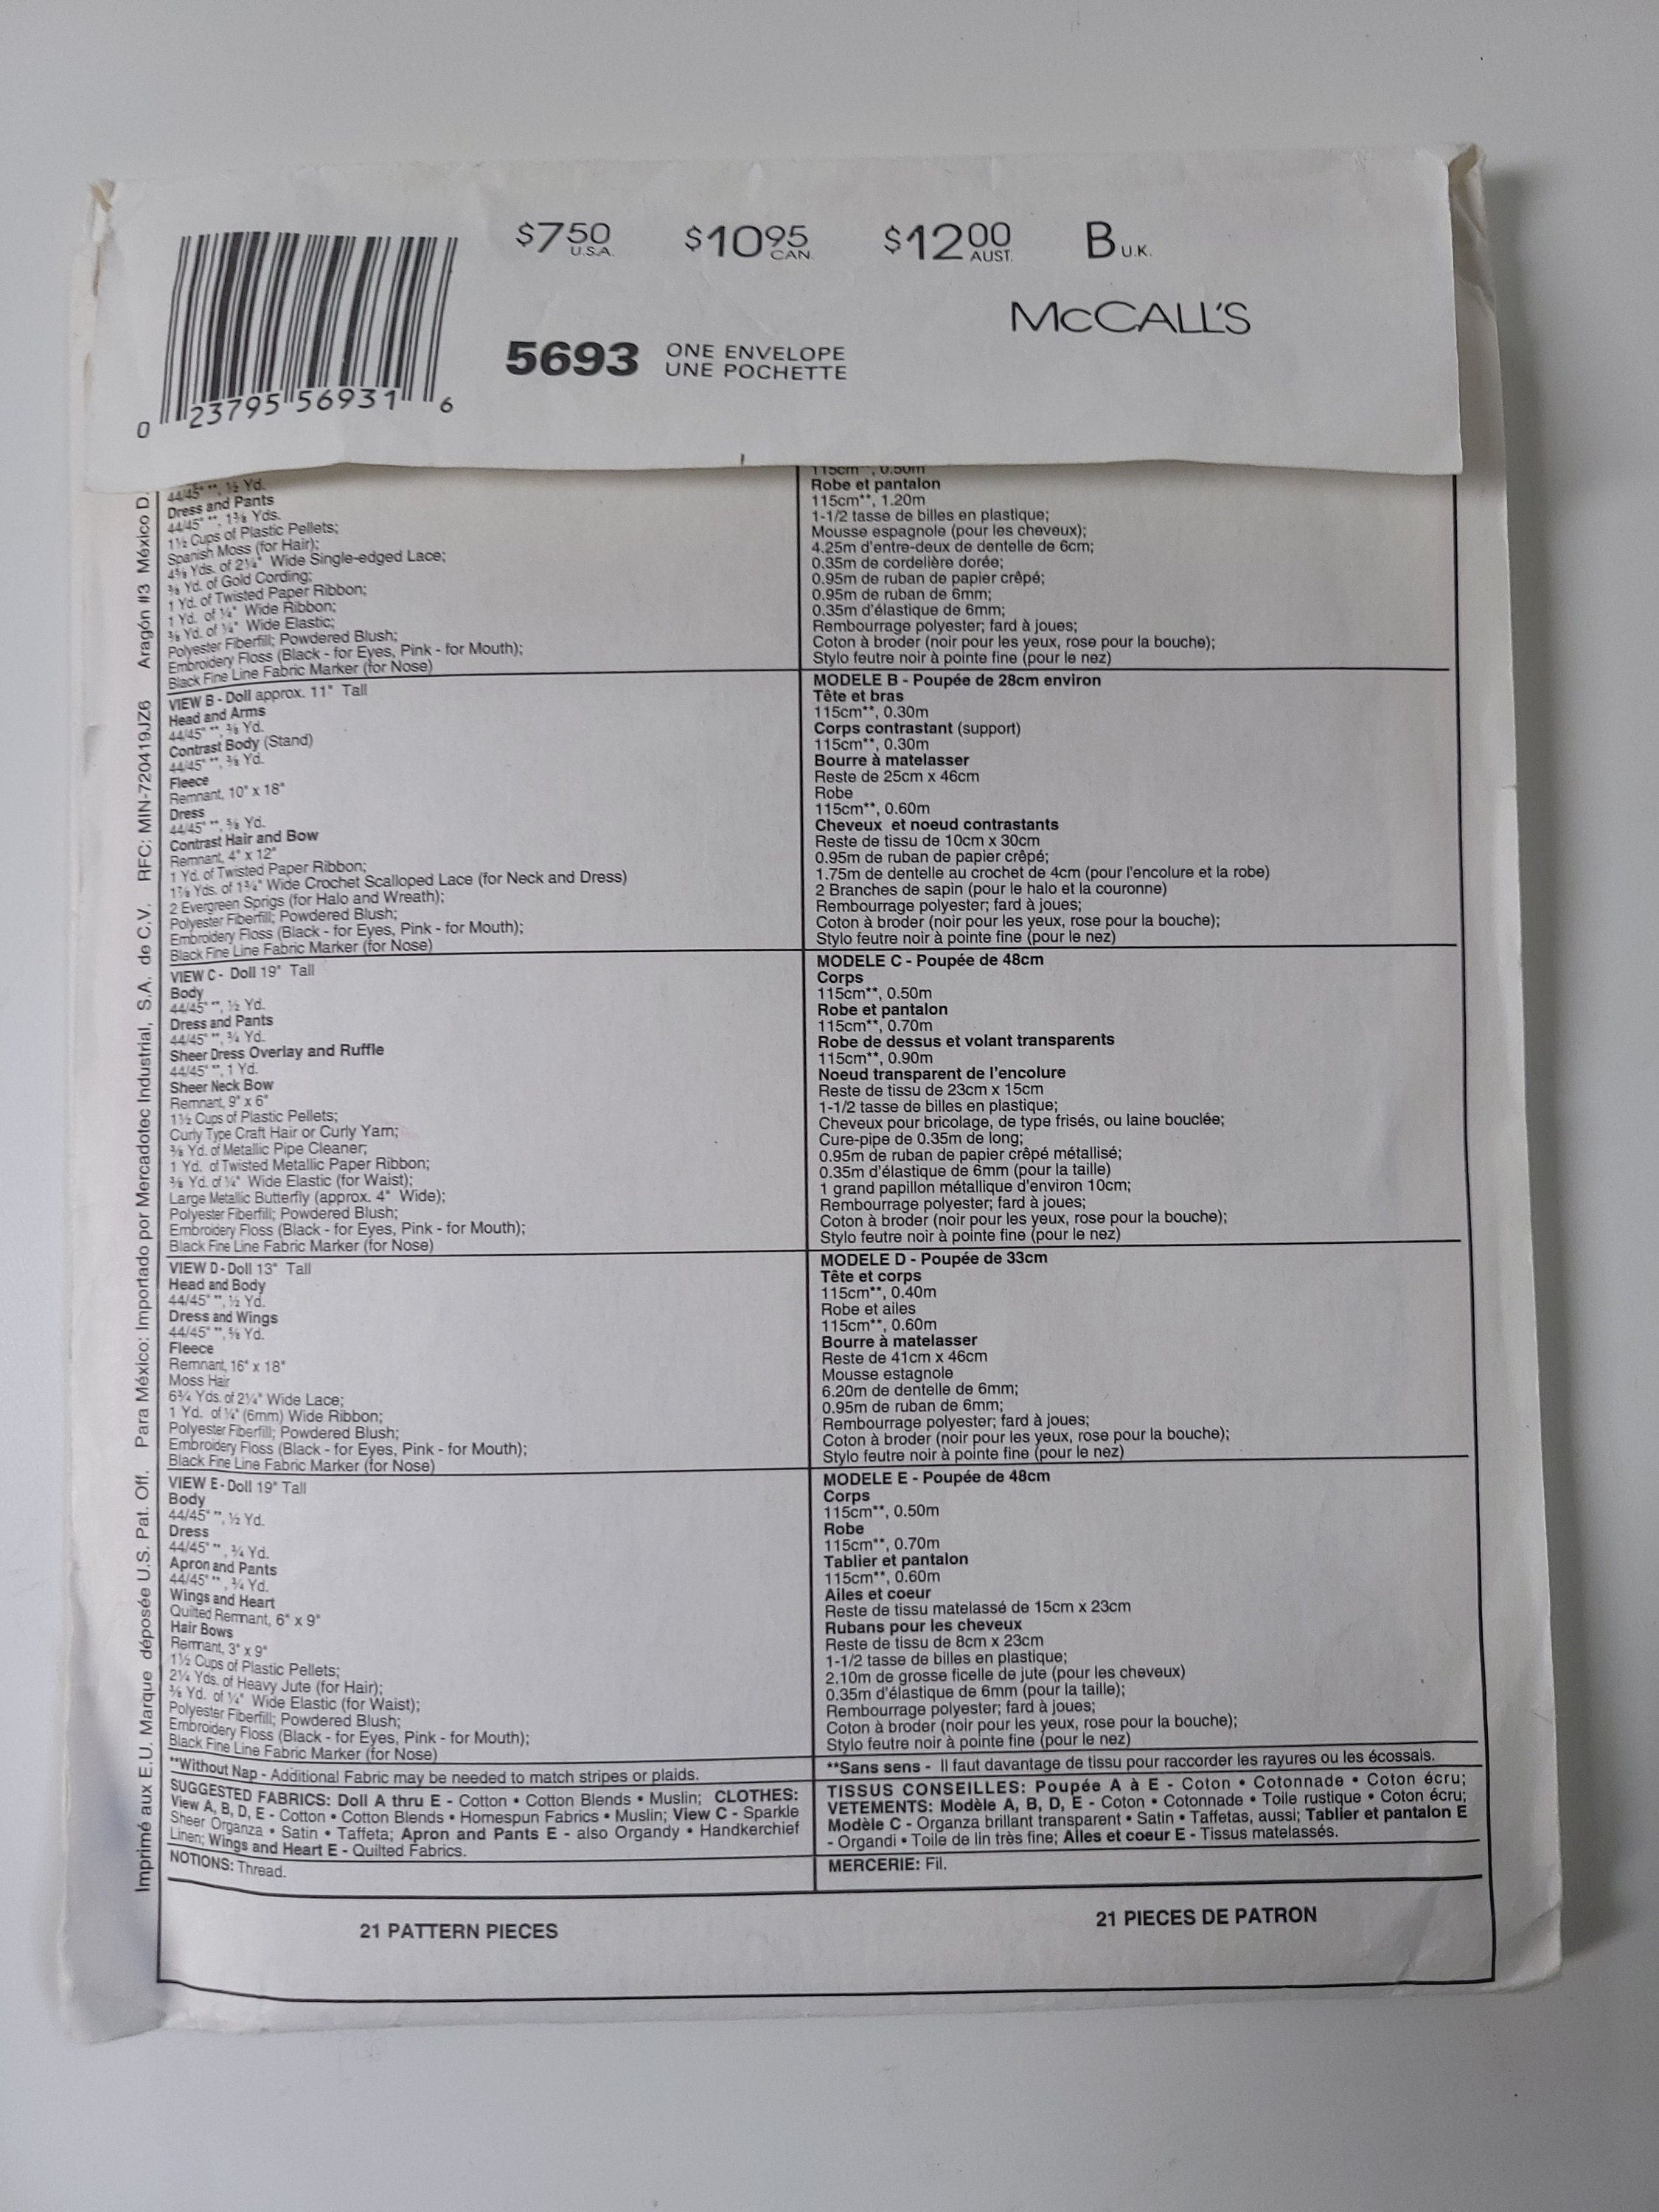 $7.50 U.S.A. $10.95 CAN. $12.00 AUST. B U.K.
McCALL'S
5693 ONE ENVELOPE
UNE POCHETTE
0 23795 56931 6
Imprimé aux E.U. Marque déposée U.S. Pat. Off. Para México: Importado por Mercadotec Industrial, S.A. de C.V. RFC: MIN-720419JZ6 Aragón #3 México D.
44/45" **, ½ Yd.
Dress and Pants
44/45" **, 1⅜ Yds.
1½ Cups of Plastic Pellets;
Spanish Moss (for Hair);
4⅝ Yds. of 2¼" Wide Single-edged Lace;
⅜ Yd. of Gold Cording;
1 Yd. of Twisted Paper Ribbon;
1 Yd. of ¼" Wide Ribbon;
⅜ Yd. of ¼" Wide Elastic;
Polyester Fiberfill; Powdered Blush;
Embroidery Floss (Black - for Eyes, Pink - for Mouth);
Black Fine Line Fabric Marker (for Nose)
VIEW B - Doll approx. 11" Tall
Head and Arms
44/45" **, ⅜ Yd.
Contrast Body (Stand)
44/45" **, ⅜ Yd.
Fleece
Remnant, 10" x 18"
Dress
44/45" **, ⅝ Yd.
Contrast Hair and Bow
Remnant, 4" x 12"
1 Yd. of Twisted Paper Ribbon;
1⅞ Yds. of 1¾" Wide Crochet Scalloped Lace (for Neck and Dress)
2 Evergreen Sprigs (for Halo and Wreath);
Polyester Fiberfill; Powdered Blush;
Embroidery Floss (Black - for Eyes, Pink - for Mouth);
Black Fine Line Fabric Marker (for Nose)
VIEW C - Doll 19" Tall
Body
44/45" **, ½ Yd.
Dress and Pants
44/45" **, ¾ Yd.
Sheer Dress Overlay and Ruffle
44/45" **, 1 Yd.
Sheer Neck Bow
Remnant, 9" x 6"
1½ Cups of Plastic Pellets;
Curly Type Craft Hair or Curly Yarn;
⅜ Yd. of Metallic Pipe Cleaner;
1 Yd. of Twisted Metallic Paper Ribbon;
⅜ Yd. of ¼" Wide Elastic (for Waist);
Large Metallic Butterfly (approx. 4" Wide);
Polyester Fiberfill; Powdered Blush;
Embroidery Floss (Black - for Eyes, Pink - for Mouth);
Black Fine Line Fabric Marker (for Nose)
VIEW D - Doll 13" Tall
Head and Body
44/45" **, ½ Yd.
Dress and Wings
44/45" **, ⅝ Yd.
Fleece
Remnant, 16" x 18"
Moss Hair
6¾ Yds. of 2¼" Wide Lace;
1 Yd. of ¼" (6mm) Wide Ribbon;
Polyester Fiberfill; Powdered Blush;
Embroidery Floss (Black - for Eyes, Pink - for Mouth);
Black Fine Line Fabric Marker (for Nose)
VIEW E - Doll 19" Tall
Body
44/45" **, ½ Yd.
Dress
44/45" **, ¾ Yd.
Apron and Pants
44/45" **, ¾ Yd.
Wings and Heart
Quilted Remnant, 6" x 9"
Hair Bows
Remnant, 3" x 9"
1½ Cups of Plastic Pellets;
2¼ Yds. of Heavy Jute (for Hair);
⅜ Yd. of ¼" Wide Elastic (for Waist);
Polyester Fiberfill; Powdered Blush;
Embroidery Floss (Black - for Eyes, Pink - for Mouth);
Black Fine Line Fabric Marker (for Nose)
**Without Nap - Additional Fabric may be needed to match stripes or plaids.
SUGGESTED FABRICS: Doll A thru E - Cotton • Cotton Blends • Muslin; CLOTHES:
View A, B, D, E - Cotton • Cotton Blends • Homespun Fabrics • Muslin; View C - Sparkle
Sheer Organza • Satin • Taffeta; Apron and Pants E - also Organdy • Handkerchief
Linen; Wings and Heart E - Quilted Fabrics.
NOTIONS: Thread.
115cm**, 0.50m
Robe et pantalon
115cm**, 1.20m
1-1/2 tasse de billes en plastique;
Mousse espagnole (pour les cheveux);
4.25m d'entre-deux de dentelle de 6cm;
0.35m de cordelière dorée;
0.95m de ruban de papier crêpé;
0.95m de ruban de 6mm;
0.35m d'élastique de 6mm;
Rembourrage polyester; fard à joues;
Coton à broder (noir pour les yeux, rose pour la bouche);
Stylo feutre noir à pointe fine (pour le nez)
MODELE B - Poupée de 28cm environ
Tête et bras
115cm**, 0.30m
Corps contrastant (support)
115cm**, 0.30m
Bourre à matelasser
Reste de 25cm x 46cm
Robe
115cm**, 0.60m
Cheveux et noeud contrastants
Reste de tissu de 10cm x 30cm
0.95m de ruban de papier crêpé;
1.75m de dentelle au crochet de 4cm (pour l'encolure et la robe)
2 Branches de sapin (pour le halo et la couronne)
Rembourrage polyester; fard à joues;
Coton à broder (noir pour les yeux, rose pour la bouche);
Stylo feutre noir à pointe fine (pour le nez)
MODELE C - Poupée de 48cm
Corps
115cm**, 0.50m
Robe et pantalon
115cm**, 0.70m
Robe de dessus et volant transparents
115cm**, 0.90m
Noeud transparent de l'encolure
Reste de tissu de 23cm x 15cm
1-1/2 tasse de billes en plastique;
Cheveux pour bricolage, de type frisés, ou laine bouclée;
Cure-pipe de 0.35m de long;
0.95m de ruban de papier crêpé métallisé;
0.35m d'élastique de 6mm (pour la taille)
1 grand papillon métallique d'environ 10cm;
Rembourrage polyester; fard à joues;
Coton à broder (noir pour les yeux, rose pour la bouche);
Stylo feutre noir à pointe fine (pour le nez)
MODELE D - Poupée de 33cm
Tête et corps
115cm**, 0.40m
Robe et ailes
115cm**, 0.60m
Bourre à matelasser
Reste de 41cm x 46cm
Mousse estagnole
6.20m de dentelle de 6mm;
0.95m de ruban de 6mm;
Rembourrage polyester; fard à joues;
Coton à broder (noir pour les yeux, rose pour la bouche);
Stylo feutre noir à pointe fine (pour le nez)
MODELE E - Poupée de 48cm
Corps
115cm**, 0.50m
Robe
115cm**, 0.70m
Tablier et pantalon
115cm**, 0.60m
Ailes et coeur
Reste de tissu matelassé de 15cm x 23cm
Rubans pour les cheveux
Reste de tissu de 8cm x 23cm
1-1/2 tasse de billes en plastique;
2.10m de grosse ficelle de jute (pour les cheveux)
0.35m d'élastique de 6mm (pour la taille);
Rembourrage polyester; fard à joues;
Coton à broder (noir pour les yeux, rose pour la bouche);
Stylo feutre noir à pointe fine (pour le nez)
**Sans sens - Il faut davantage de tissu pour raccorder les rayures ou les écossais.
TISSUS CONSEILLES: Poupée A à E - Coton • Cotonnade • Coton écru;
VETEMENTS: Modèle A, B, D, E - Coton • Cotonnade • Toile rustique • Coton écru;
Modèle C - Organza brillant transparent • Satin • Taffetas, aussi; Tablier et pantalon E
- Organdi • Toile de lin très fine; Ailes et coeur E - Tissus matelassés.
MERCERIE: Fil.
21 PATTERN PIECES
21 PIECES DE PATRON